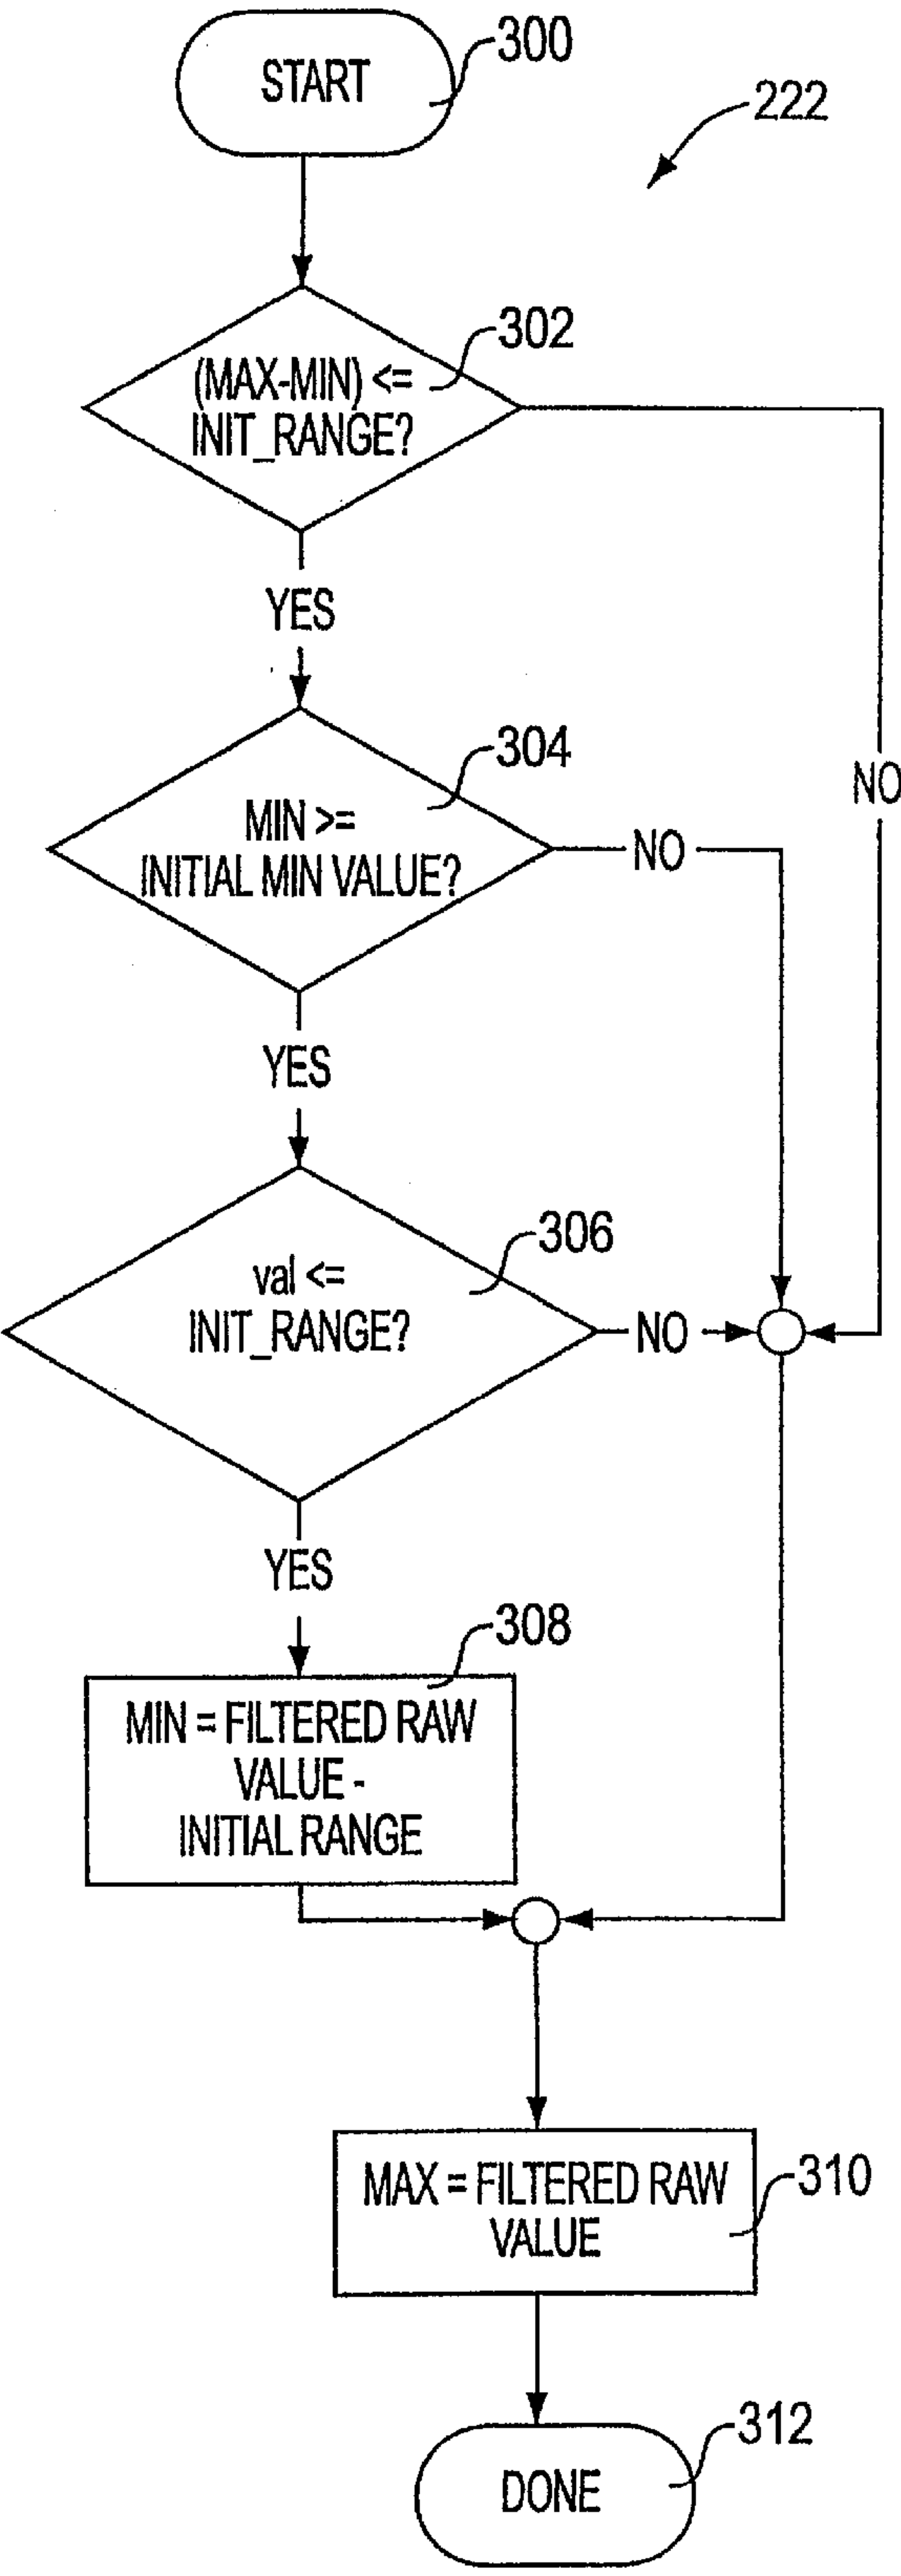 START
300
222
302
(MAX-MIN) <=
INIT_RANGE?
YES
304
MIN >=
INITIAL MIN VALUE?
NO
NO
YES
306
val <=
INIT_RANGE?
NO
YES
308
MIN = FILTERED RAW
VALUE -
INITIAL RANGE
310
MAX = FILTERED RAW
VALUE
312
DONE